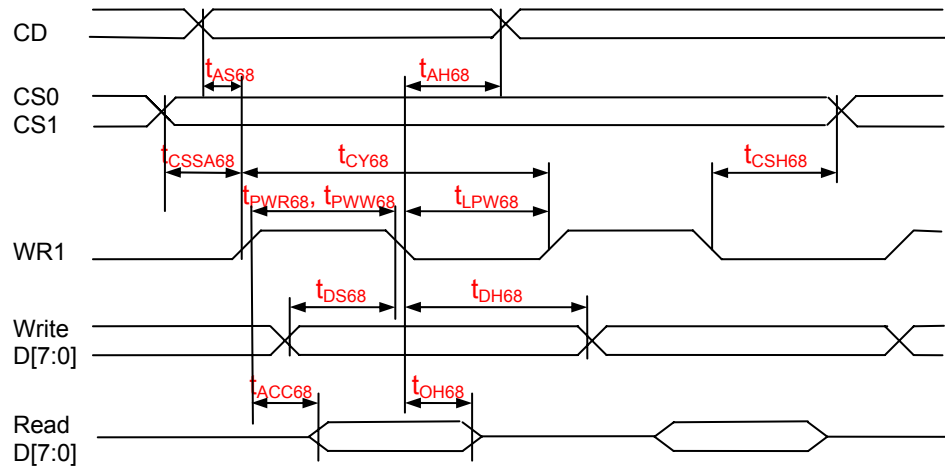 CD
tAS68
tAH68
CS0
CS1
tCSSA68
tCY68
tCSH68
tPWR68, tPWW68
tLPW68
WR1
tDS68
tDH68
Write
D[7:0]
tACC68
tOH68
Read
D[7:0]